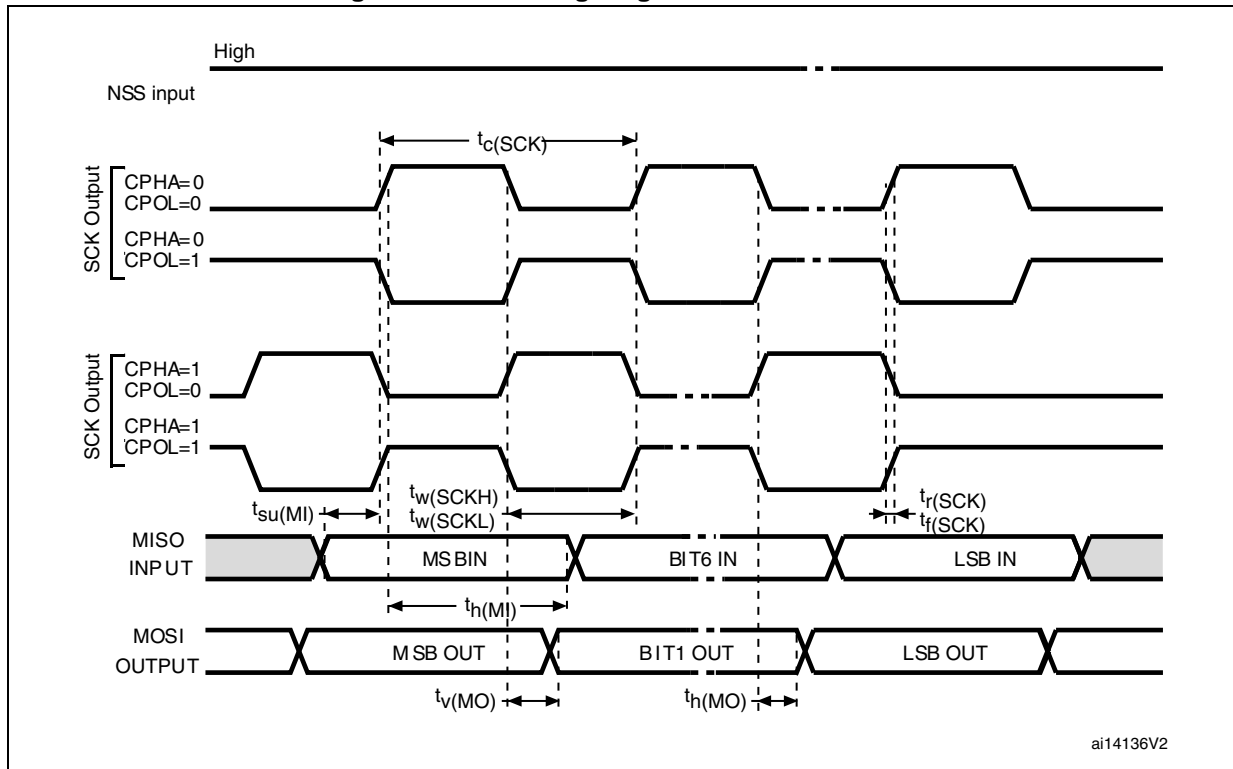 High
NSS input
tc(SCK)
SCK Output
CPHA=0
CPOL=0
CPHA=0
CPOL=1
SCK Output
CPHA=1
CPOL=0
CPHA=1
CPOL=1
tsu(MI)
tw(SCKH)
tw(SCKL)
tr(SCK)
tf(SCK)
MISO
INPUT
MSBIN
BIT6 IN
LSB IN
th(MI)
MOSI
OUTPUT
MSB OUT
BIT1 OUT
LSB OUT
tv(MO)
th(MO)
ai14136V2